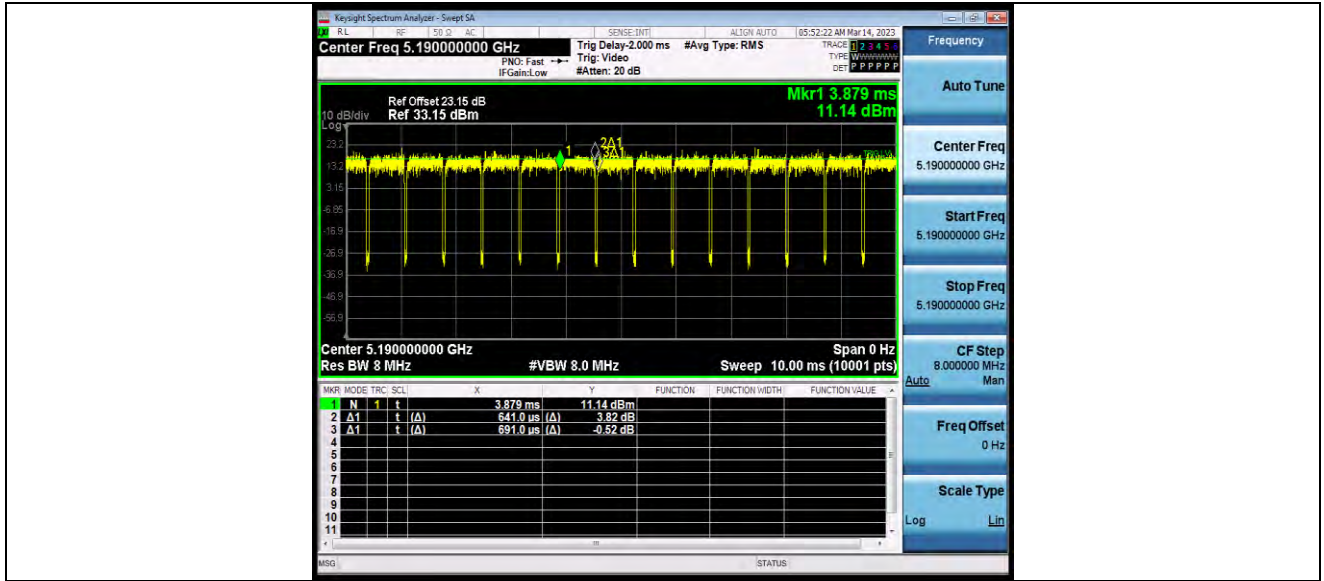 Keysight Spectrum Analyzer - Swept SA
RL RF 50 Ω AC SENSE:INT ALIGN AUTO 05:52:22 AM Mar 14, 2023
Center Freq 5.190000000 GHz
Trig Delay-2.000 ms #Avg Type: RMS
TRACE 1 2 3 4 5 6
PNO: Fast Trig: Video
TYPE WWWWWW
IFGain:Low #Atten: 20 dB
DET P P P P P P
Mkr1 3.879 ms
11.14 dBm
Ref Offset 23.15 dB
10 dB/div Ref 33.15 dBm
Log
23.2
13.2
3.15
-6.85
-16.9
-26.9
-36.9
-46.9
-56.9
1
2Δ1
3Δ1
Center 5.190000000 GHz Span 0 Hz
Res BW 8 MHz #VBW 8.0 MHz Sweep 10.00 ms (10001 pts)
MKR MODE TRC SCL X Y FUNCTION FUNCTION WIDTH FUNCTION VALUE
1 N 1 t 3.879 ms 11.14 dBm
2 Δ1 t (Δ) 641.0 µs (Δ) 3.82 dB
3 Δ1 t (Δ) 691.0 µs (Δ) -0.52 dB
4
5
6
7
8
9
10
11
MSG STATUS
Frequency
Auto Tune
Center Freq
5.190000000 GHz
Start Freq
5.190000000 GHz
Stop Freq
5.190000000 GHz
CF Step
8.000000 MHz
Auto Man
Freq Offset
0 Hz
Scale Type
Log Lin